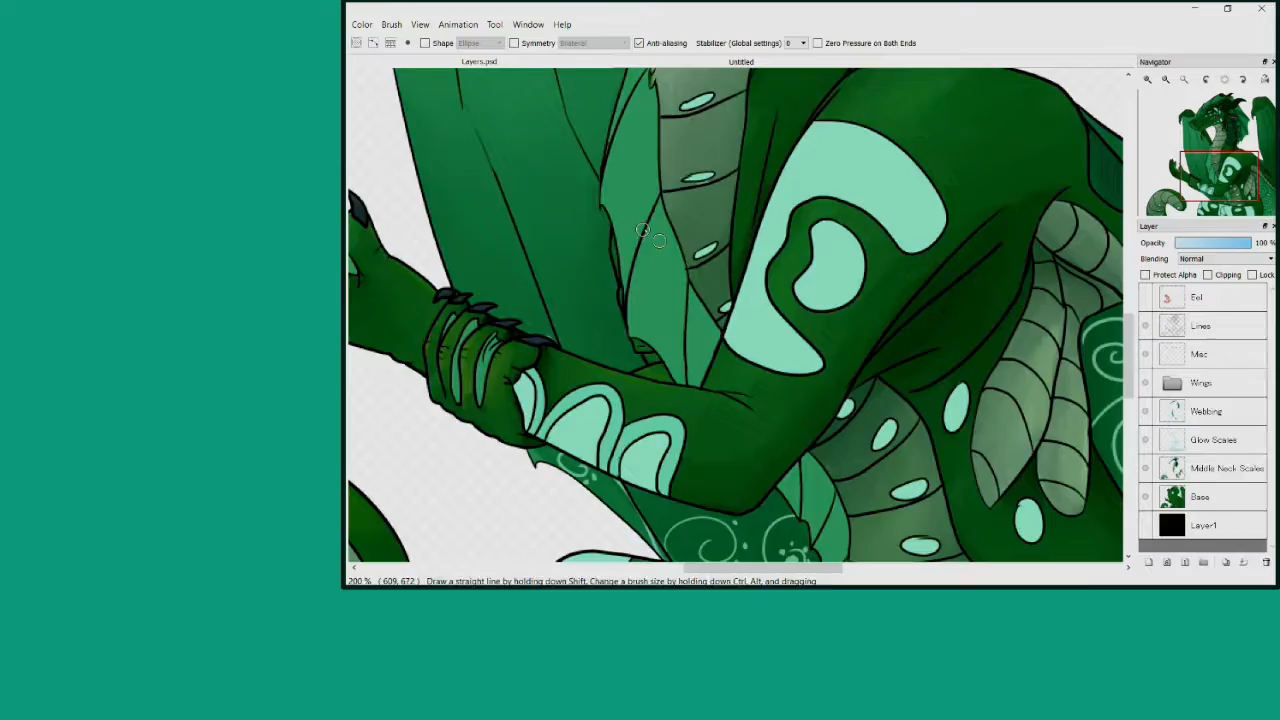 Color Brush View Animation Tool Window Help
Shape Ellipse Symmetry Bilateral Anti-aliasing Stabilizer (Global settings) 0 Zero Pressure on Both Ends
Layers.psd Untitled
Navigator
Layer
Opacity 100 %
Blending Normal
Protect Alpha Clipping Lock
Eel
Lines
Misc
Wings
Webbing
Glow Scales
Middle Neck Scales
Base
Layer1
200 % ( 609, 672 ) Draw a straight line by holding down Shift, Change a brush size by holding down Ctrl, Alt, and dragging